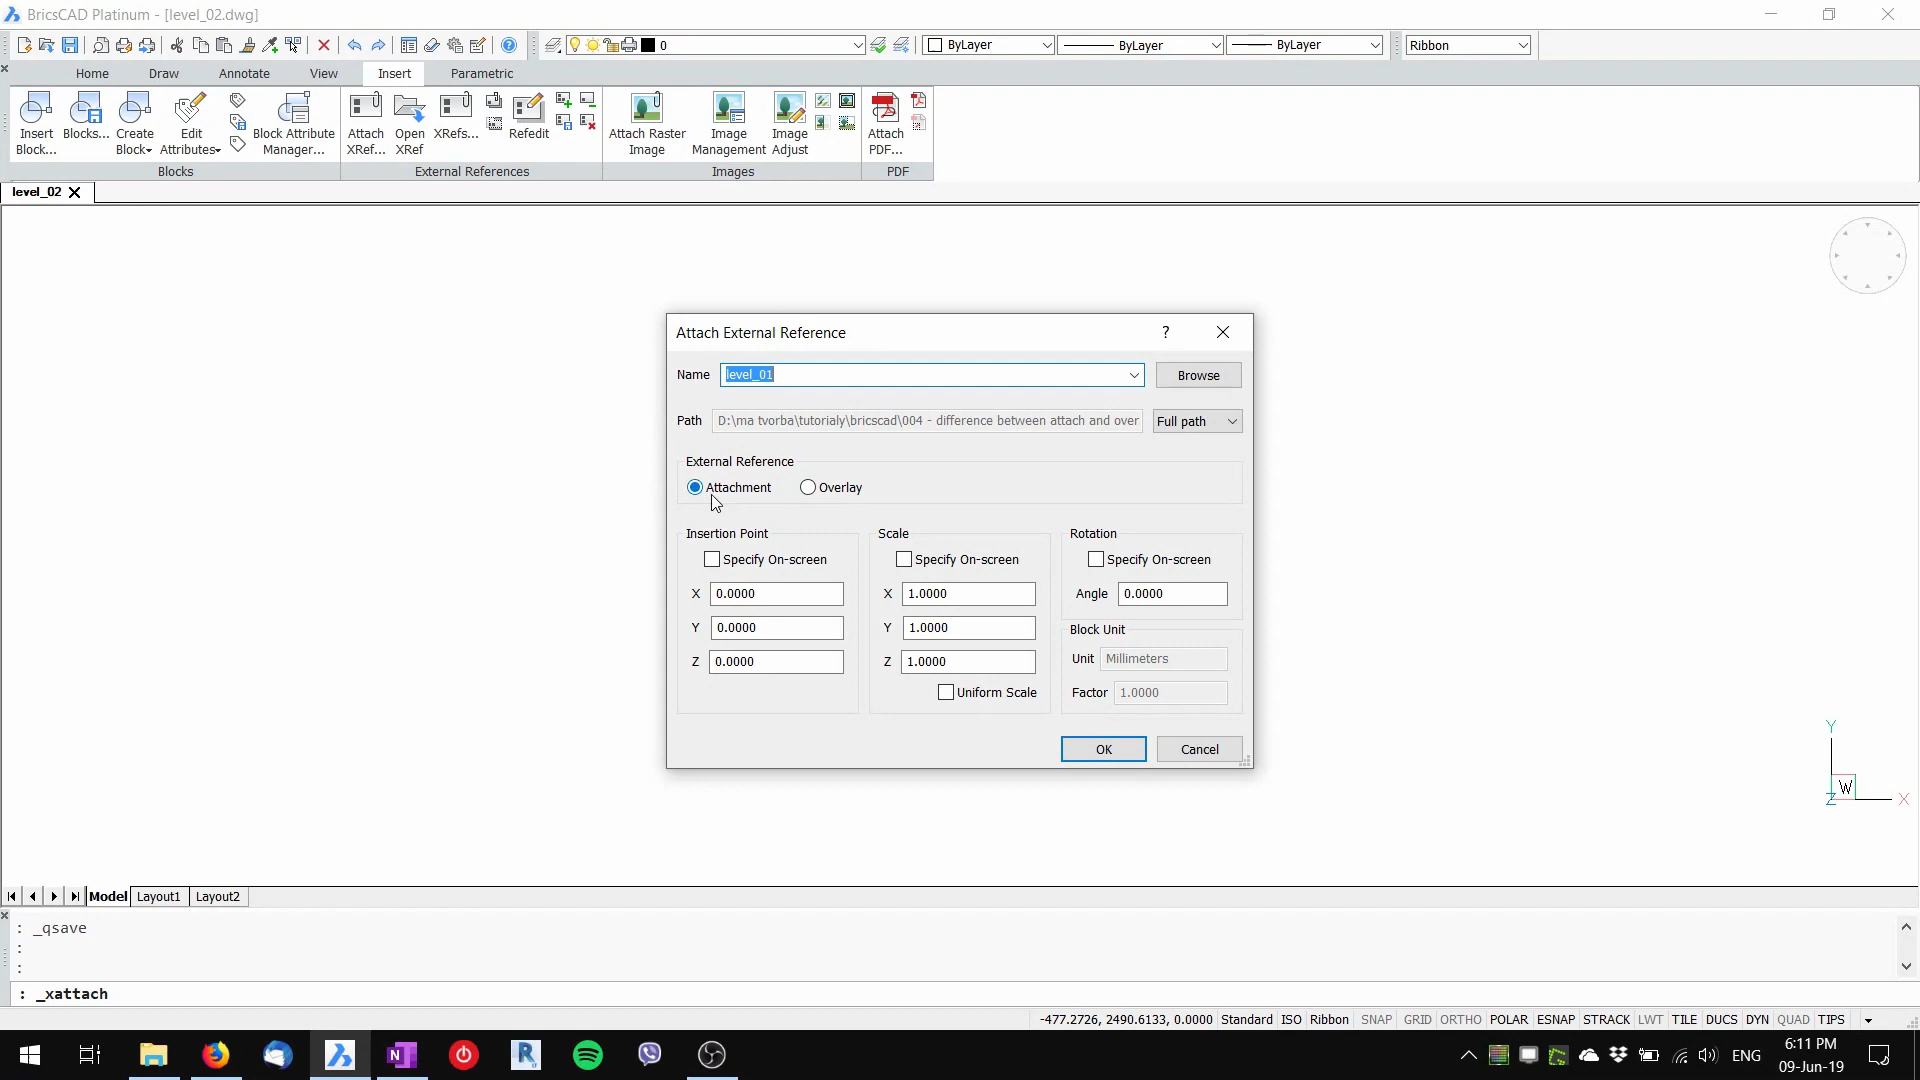 BricsCAD Platinum - [level_02.dwg]
0
ByLayer
ByLayer
ByLayer
Ribbon
Home
Draw
Annotate
View
Insert
Parametric
Insert
Block...
Blocks...
Create
Block
Edit
Attributes
Block Attribute
Manager...
Attach
XRef...
Open
XRef
XRefs...
Refedit
Attach Raster
Image
Image
Management
Image
Adjust
Attach
PDF...
Blocks
External References
Images
PDF
level_02
Attach External Reference
?
Name
level_01
Browse
Path
D:\ma tvorba\tutorialy\bricscad\004 - difference between attach and over
Full path
External Reference
Attachment
Overlay
Insertion Point
Specify On-screen
X
0.0000
Y
0.0000
Z
0.0000
Scale
Specify On-screen
X
1.0000
Y
1.0000
Z
1.0000
Uniform Scale
Rotation
Specify On-screen
Angle
0.0000
Block Unit
Unit
Millimeters
Factor
1.0000
OK
Cancel
Y
W
Z
X
Model
Layout1
Layout2
: _qsave
:
:
: _xattach
-477.2726, 2490.6133, 0.0000 Standard ISO Ribbon SNAP GRID ORTHO POLAR ESNAP STRACK LWT TILE DUCS DYN QUAD TIPS
ENG
6:11 PM
09-Jun-19